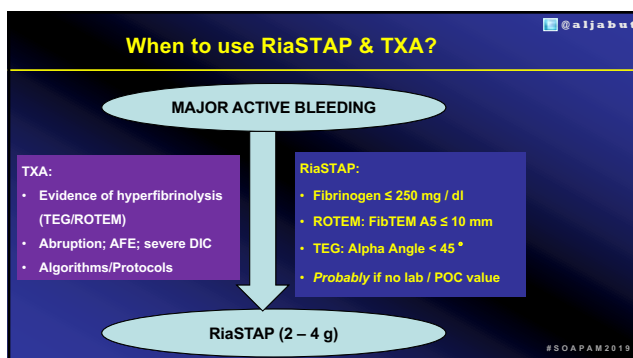 @aljabut
When to use RiaSTAP & TXA?
MAJOR ACTIVE BLEEDING
TXA:
• Evidence of hyperfibrinolysis
(TEG/ROTEM)
• Abruption; AFE; severe DIC
• Algorithms/Protocols
RiaSTAP:
• Fibrinogen ≤ 250 mg / dl
• ROTEM: FibTEM A5 ≤ 10 mm
• TEG: Alpha Angle < 45°
• Probably if no lab / POC value
RiaSTAP (2 – 4 g)
#SOAPAM2019